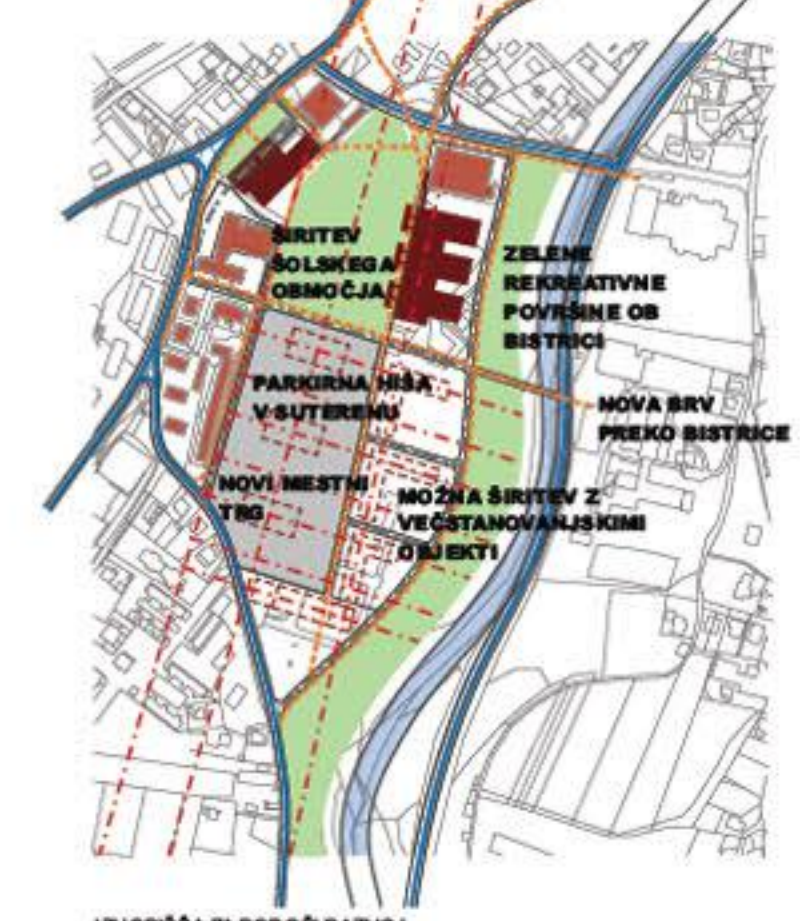 ŠIRITEV
ŠOLSKEGA
OBMOČJA
ZELENE
REKREATIVNE
POVRŠINE OB
BISTRICI
PARKIRNA HIŠA
V SUTERENU
NOVA BRV
PREKO BISTRICE
NOVI MESTNI
TRG
MOŽNA ŠIRITEV Z
VEČSTANOVANJSKIMI
OBJEKTI